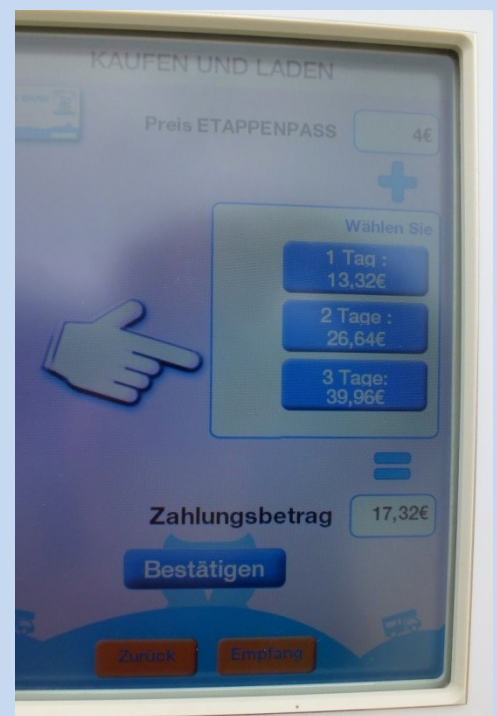 KAUFEN UND LADEN
Preis ETAPPENPASS 4€
Wählen Sie
1 Tag :
13,32€
2 Tage :
26,64€
3 Tage:
39,96€
Zahlungsbetrag 17,32€
Bestätigen
Zurück Empfang